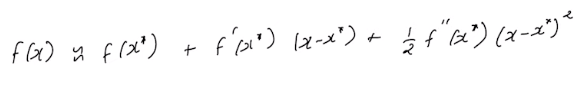 f(x) ≈ f(x*) + f'(x*) (x-x*) + 1/2 f''(x*) (x-x*)²